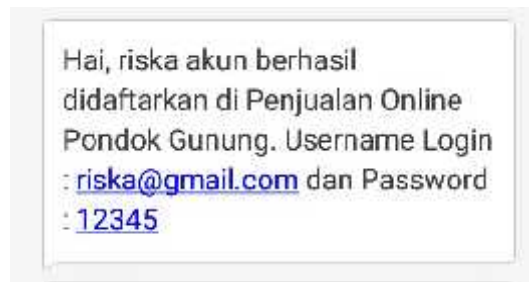 Hai, riska akun berhasil
didaftarkan di Penjualan Online
Pondok Gunung. Username Login
: riska@gmail.com dan Password
: 12345